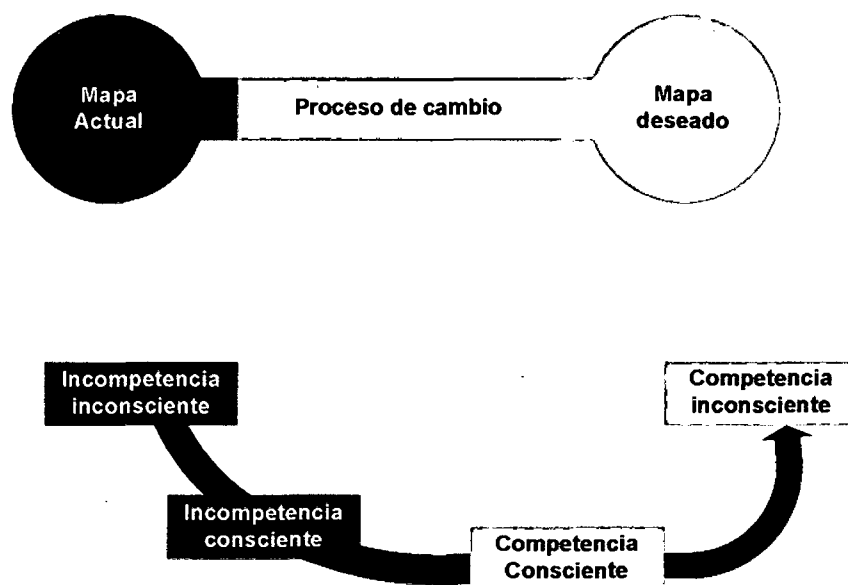 Mapa
Actual
Proceso de cambio
Mapa
deseado
Incompetencia
inconsciente
Competencia
inconsciente
Incompetencia
consciente
Competencia
Consciente